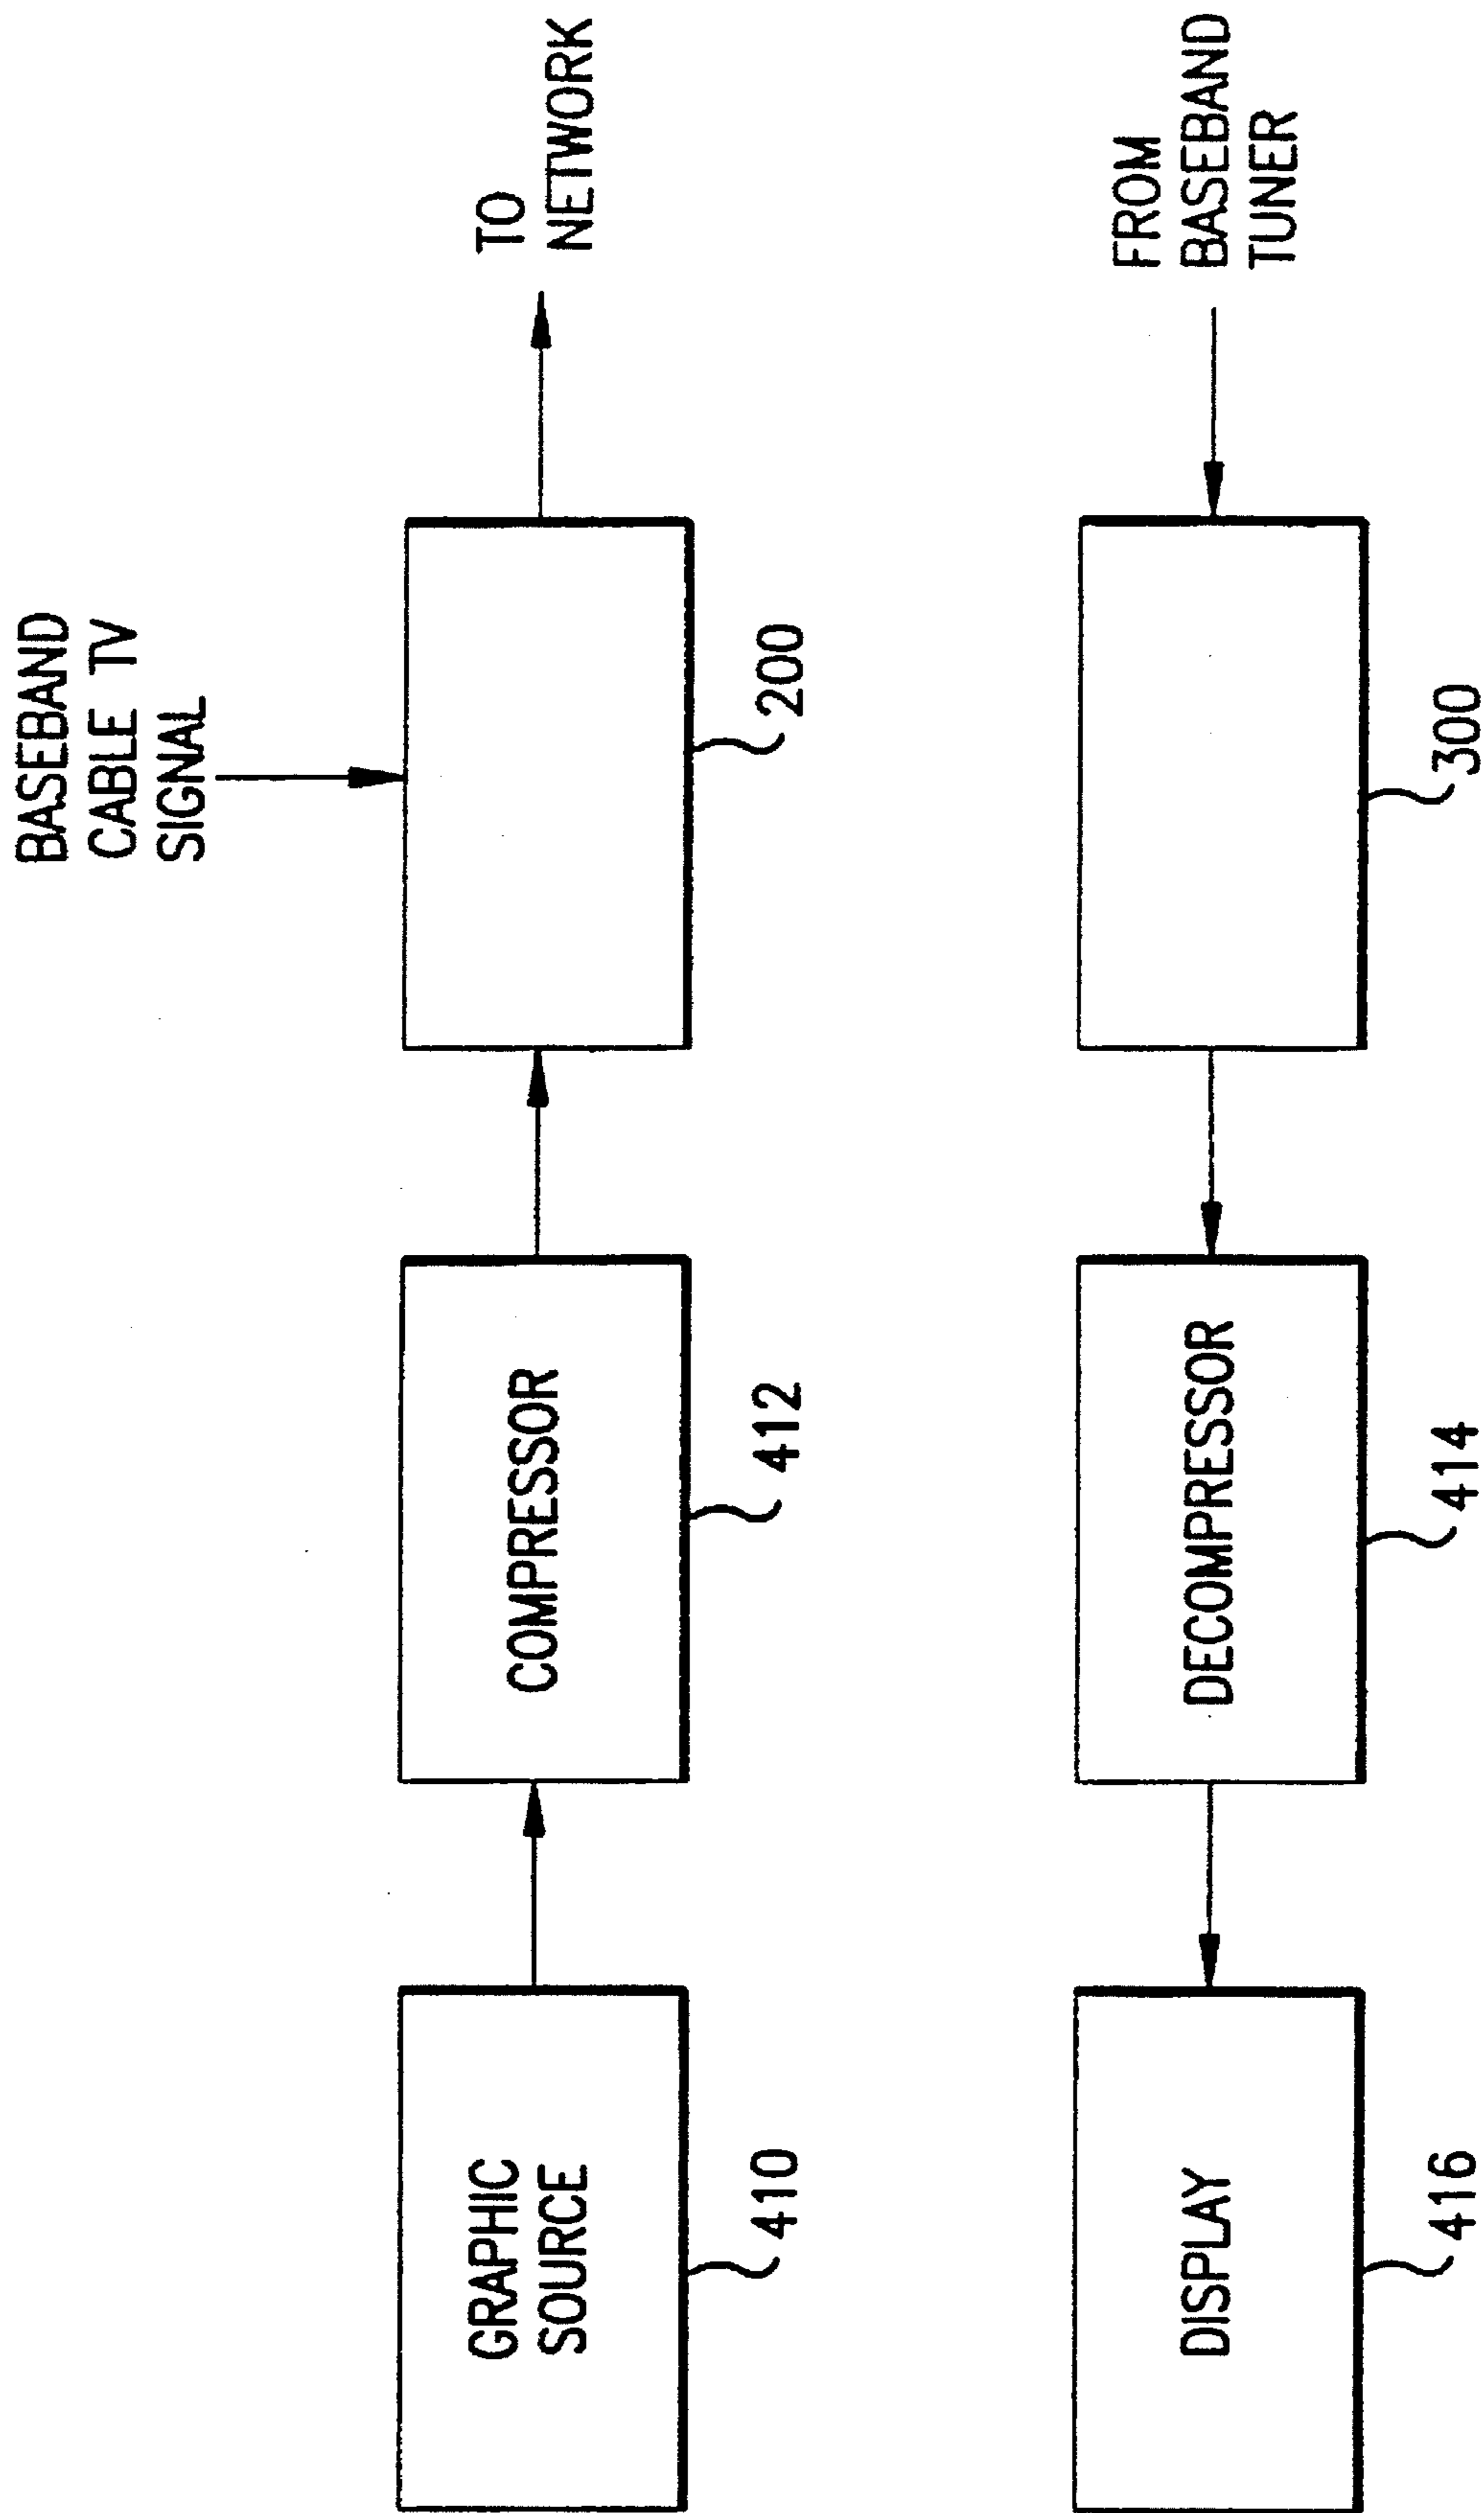 BASEBAND
CABLE TV
SIGNAL
GRAPHIC
SOURCE
COMPRESSOR
TO
NETWORK
410
412
200
DISPLAY
DECOMPRESSOR
FROM
BASEBAND
TUNER
416
414
300